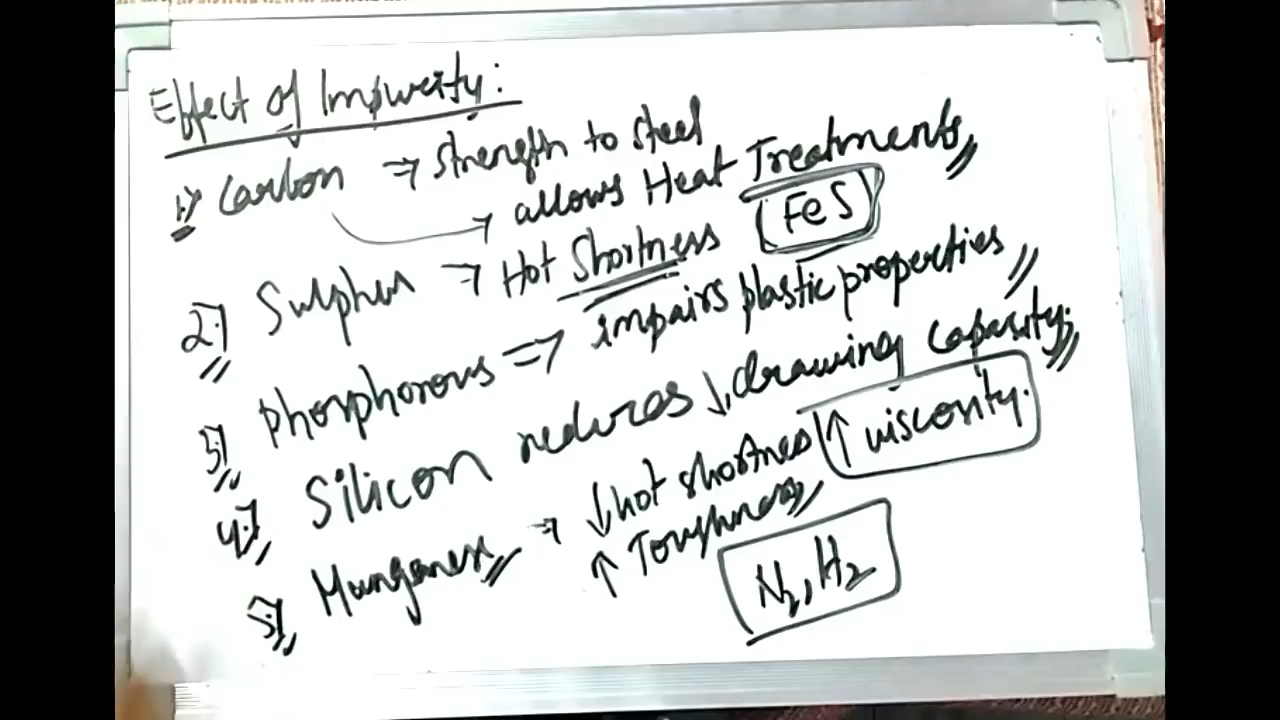 Effect of Impurity:
1.) Carbon => Strength to steel
→ allows Heat Treatments
2.) Sulphur => Hot Shortness FeS
3.) Phosphorous => impairs plastic properties
4.) Silicon reduces ↓ drawing capacity. ↑ viscosity.
5.) Manganese => ↓ hot shortness
↑ Toughness
N₂, H₂